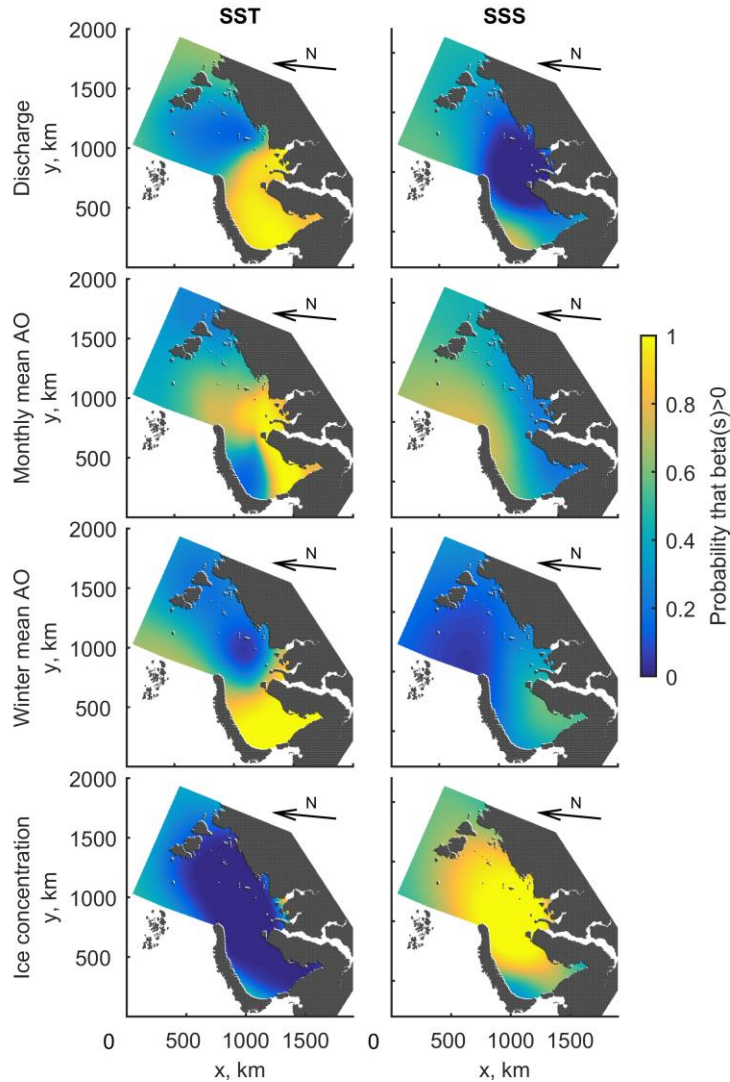 SST
SSS
Discharge
y, km
2000
1500
1000
500
N
N
Monthly mean AO
y, km
2000
1500
1000
500
N
N
Winter mean AO
y, km
2000
1500
1000
500
N
N
Ice concentration
y, km
2000
1500
1000
500
0
N
N
500 1000 1500
x, km
0
500 1000 1500
x, km
1
0.8
0.6
0.4
0.2
0
Probability that beta(s)>0